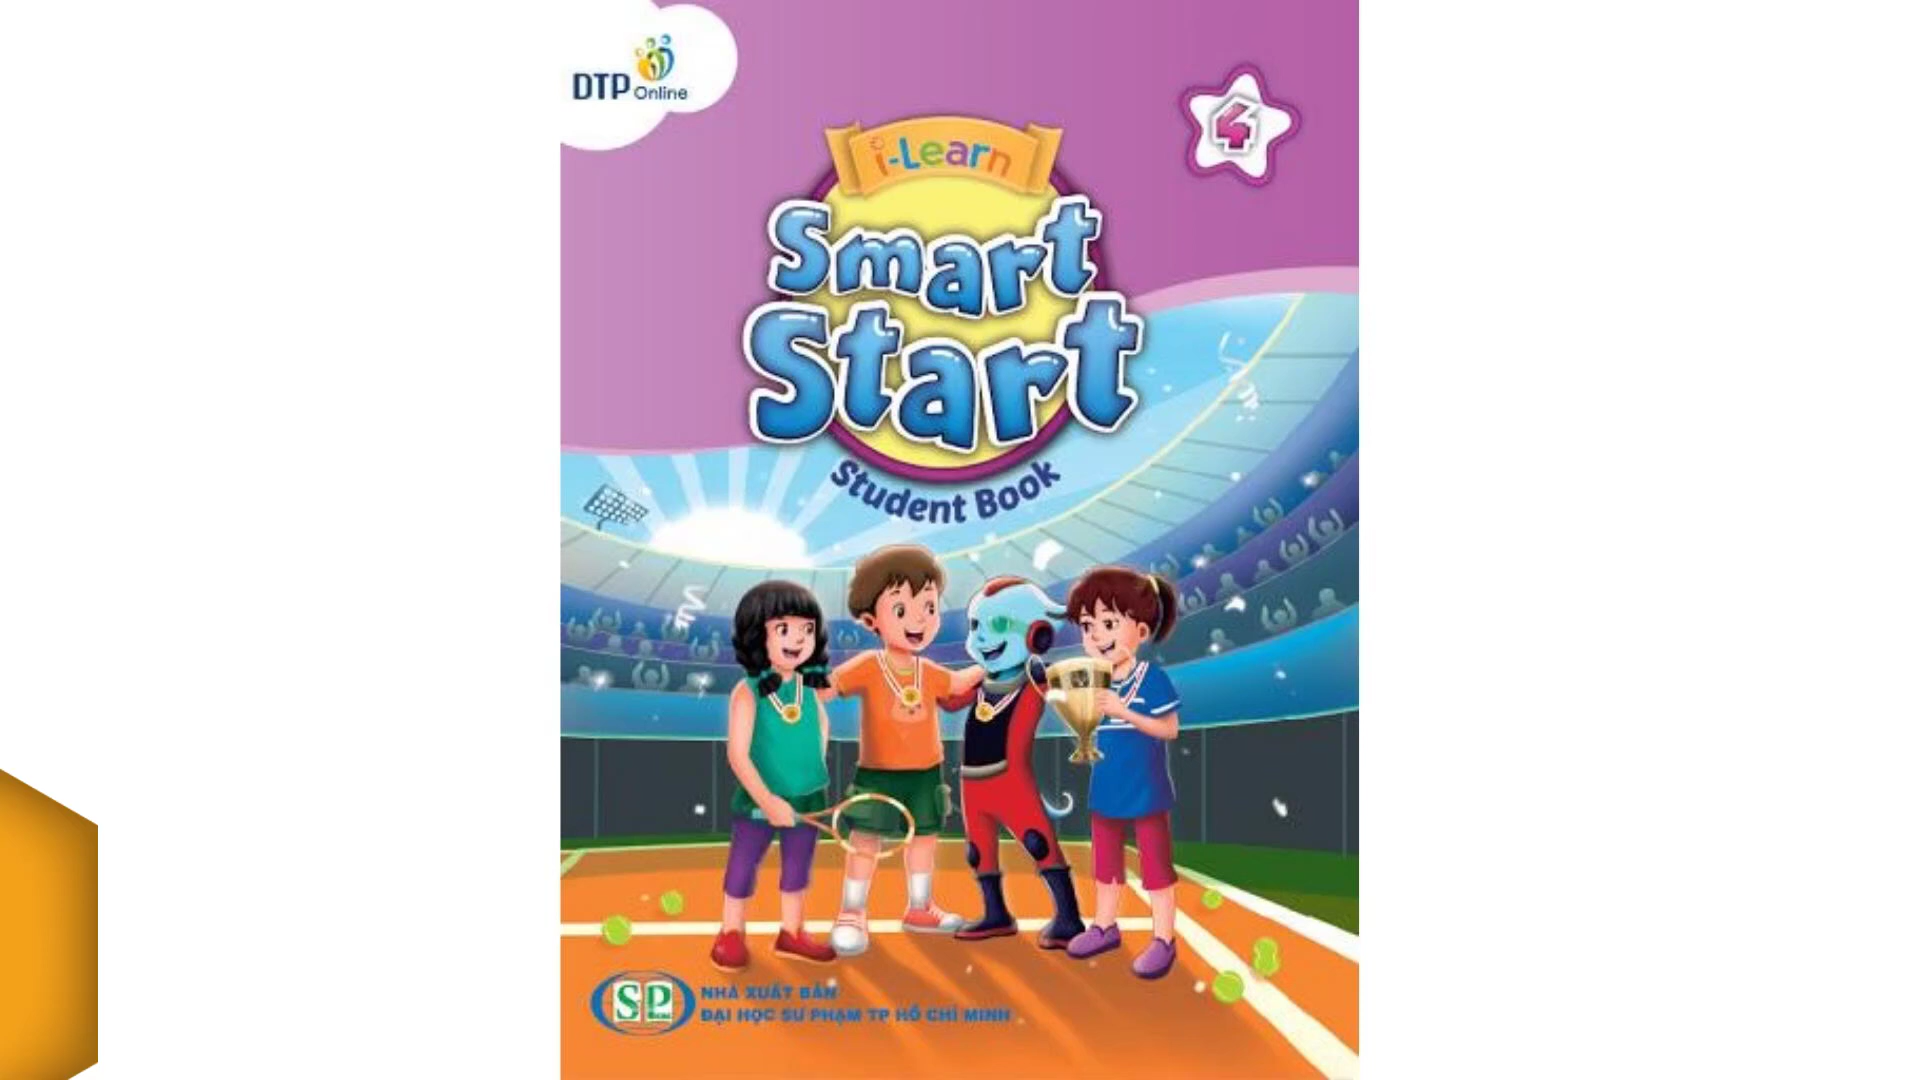 DTP Online
4
i-Learn
Smart
Start
Student Book
SP
NHÀ XUẤT BẢN
ĐẠI HỌC SƯ PHẠM TP HỒ CHÍ MINH